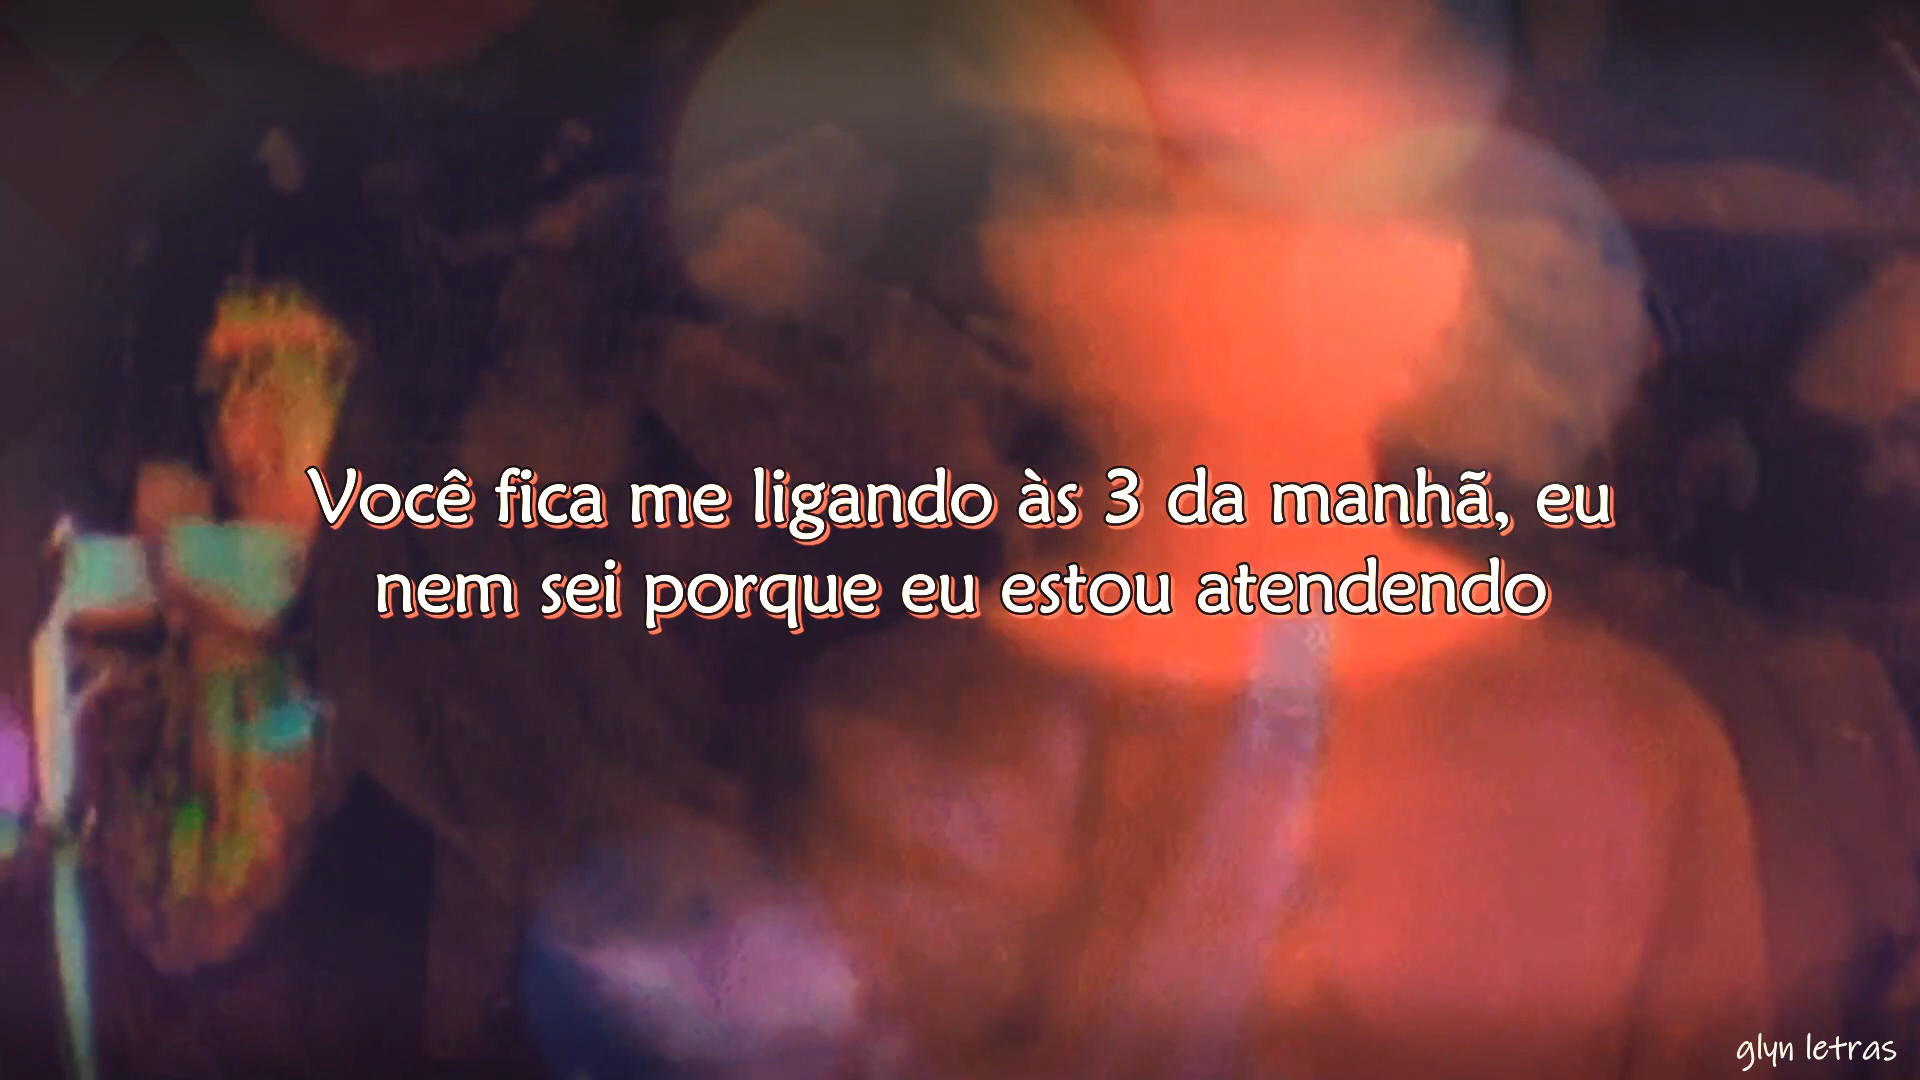 Você fica me ligando às 3 da manhã, eu
nem sei porque eu estou atendendo
glyn letras